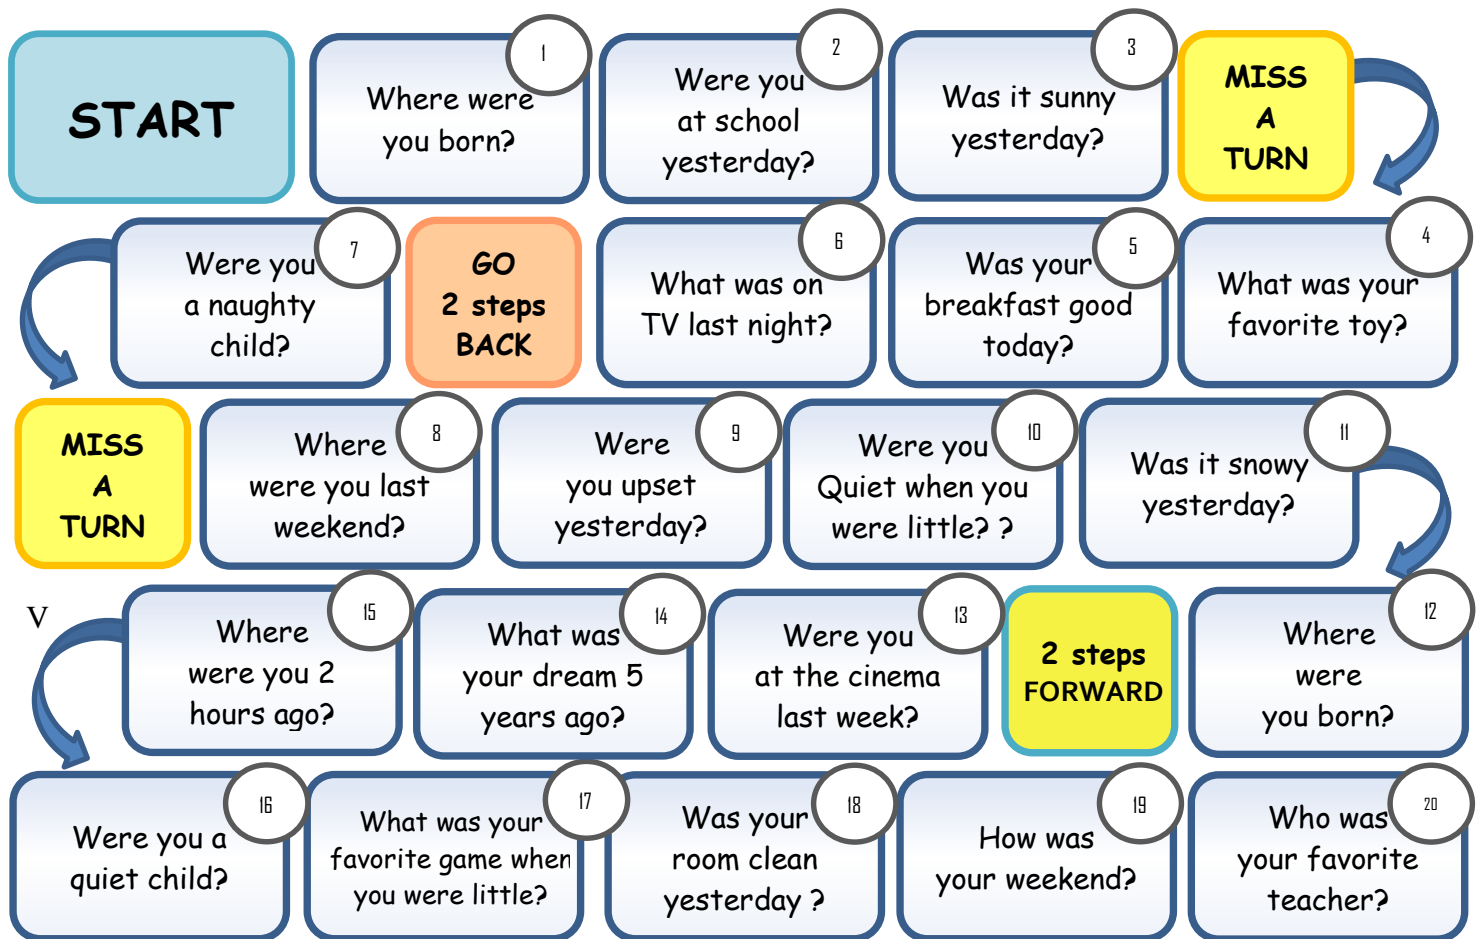 START
1
Where were
you born?
2
Were you
at school
yesterday?
3
Was it sunny
yesterday?
MISS
A
TURN
4
What was your
favorite toy?
5
Was your
breakfast good
today?
6
What was on
TV last night?
GO
2 steps
BACK
7
Were you
a naughty
child?
MISS
A
TURN
8
Where
were you last
weekend?
9
Were
you upset
yesterday?
10
Were you
Quiet when you
were little? ?
11
Was it snowy
yesterday?
12
Where
were
you born?
2 steps
FORWARD
13
Were you
at the cinema
last week?
14
What was
your dream 5
years ago?
15
Where
were you 2
hours ago?
V
16
Were you a
quiet child?
17
What was your
favorite game when
you were little?
18
Was your
room clean
yesterday ?
19
How was
your weekend?
20
Who was
your favorite
teacher?